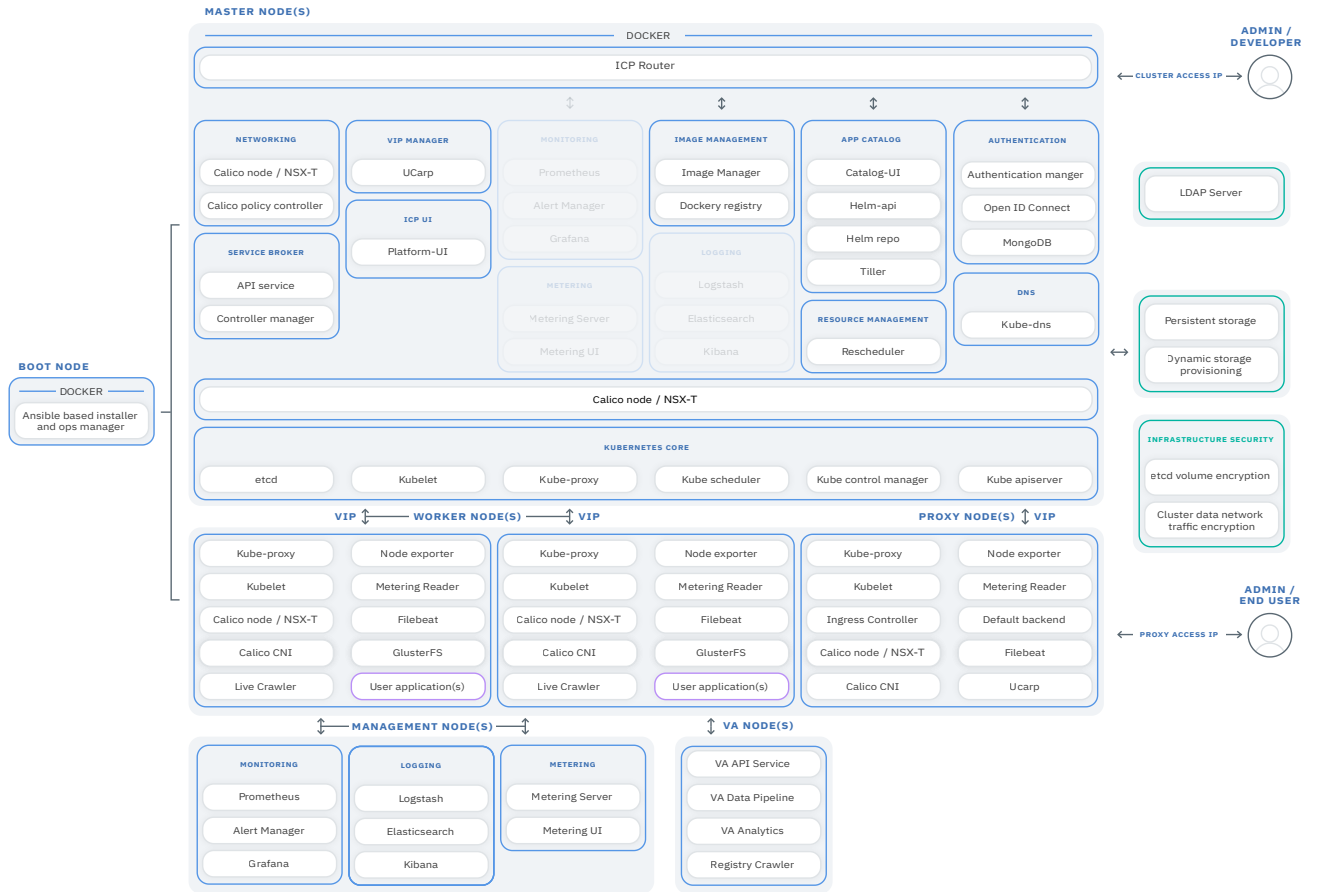 MASTER NODE(S)
DOCKER
ICP Router
ADMIN /
DEVELOPER
CLUSTER ACCESS IP
NETWORKING
Calico node / NSX-T
Calico policy controller
SERVICE BROKER
API service
Controller manager
VIP MANAGER
UCarp
ICP UI
Platform-UI
MONITORING
Prometheus
Alert Manager
Grafana
METERING
Metering Server
Metering UI
IMAGE MANAGEMENT
Image Manager
Dockery registry
LOGGING
Logstash
Elasticsearch
Kibana
APP CATALOG
Catalog-UI
Helm-api
Helm repo
Tiller
RESOURCE MANAGEMENT
Rescheduler
AUTHENTICATION
Authentication manger
Open ID Connect
MongoDB
DNS
Kube-dns
LDAP Server
Persistent storage
Dynamic storage
provisioning
INFRASTRUCTURE SECURITY
etcd volume encryption
Cluster data network
traffic encryption
BOOT NODE
DOCKER
Ansible based installer
and ops manager
Calico node / NSX-T
KUBERNETES CORE
etcd
Kubelet
Kube-proxy
Kube scheduler
Kube control manager
Kube apiserver
VIP
WORKER NODE(S)
VIP
PROXY NODE(S)
VIP
Kube-proxy
Kubelet
Calico node / NSX-T
Calico CNI
Live Crawler
Node exporter
Metering Reader
Filebeat
GlusterFS
User application(s)
Kube-proxy
Kubelet
Calico node / NSX-T
Calico CNI
Live Crawler
Node exporter
Metering Reader
Filebeat
GlusterFS
User application(s)
Kube-proxy
Kubelet
Ingress Controller
Calico node / NSX-T
Calico CNI
Node exporter
Metering Reader
Default backend
Filebeat
Ucarp
ADMIN /
END USER
PROXY ACCESS IP
MANAGEMENT NODE(S)
VA NODE(S)
MONITORING
Prometheus
Alert Manager
Grafana
LOGGING
Logstash
Elasticsearch
Kibana
METERING
Metering Server
Metering UI
VA API Service
VA Data Pipeline
VA Analytics
Registry Crawler